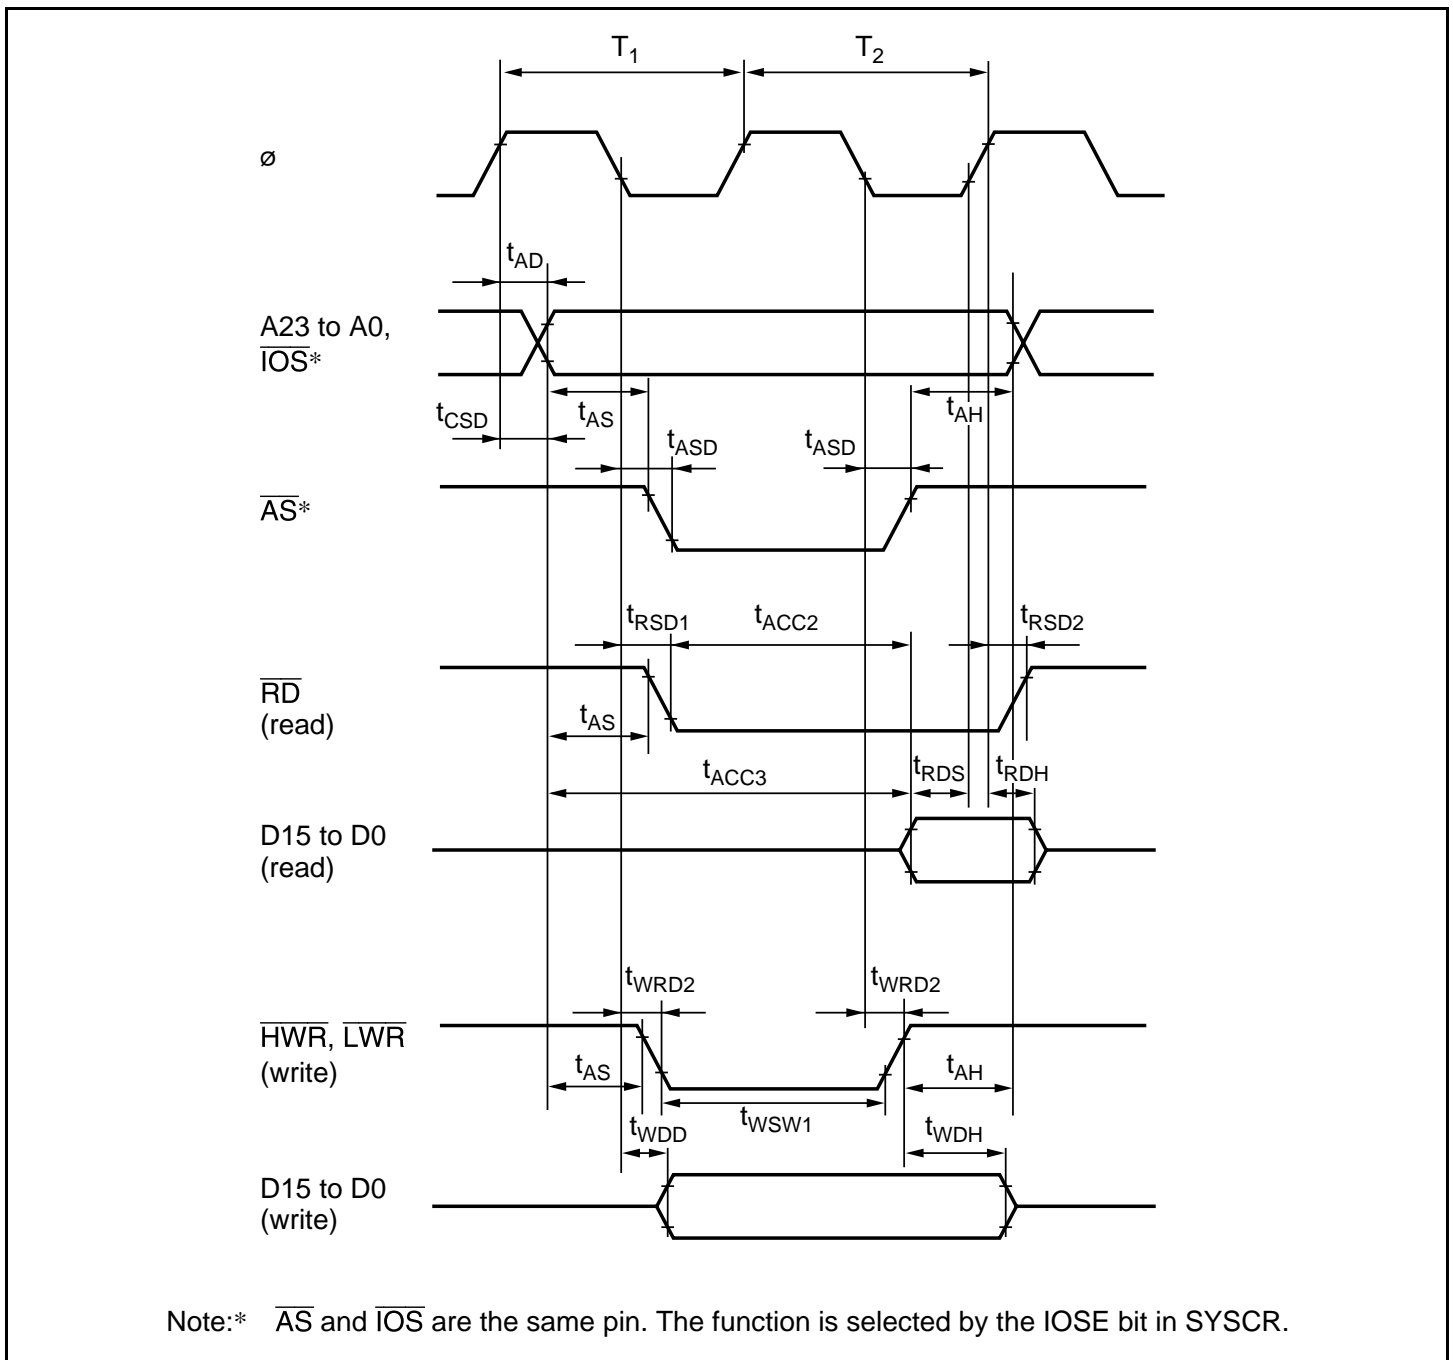 T1 T2
ø
tAD
A23 to A0,
IOS*
tCSD tAS tAH
tASD tASD
AS*
tRSD1 tACC2 tRSD2
RD
(read)
tAS
tACC3 tRDS tRDH
D15 to D0
(read)
tWRD2 tWRD2
HWR, LWR
(write)
tAS tAH
tWSW1
tWDD tWDH
D15 to D0
(write)
Note:* AS and IOS are the same pin. The function is selected by the IOSE bit in SYSCR.